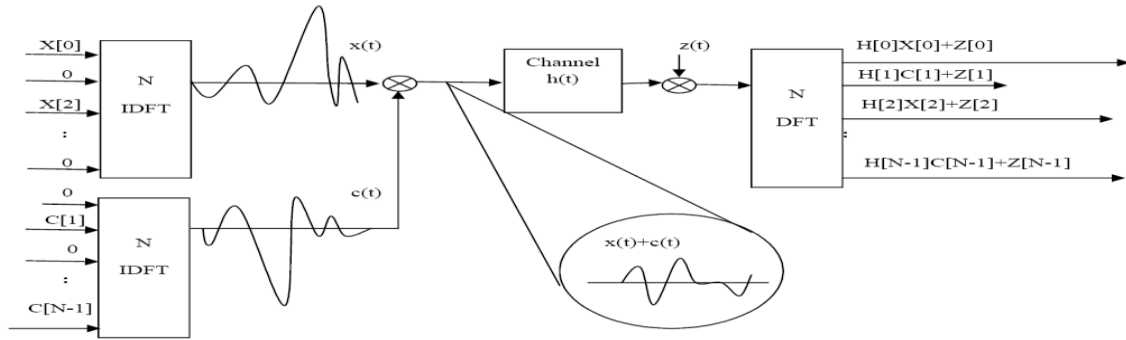 X[0]
0
X[2]
:
0
N
IDFT
x(t)
0
C[1]
0
:
C[N-1]
N
IDFT
c(t)
Channel
h(t)
z(t)
x(t)+c(t)
N
DFT
H[0]X[0]+Z[0]
H[1]C[1]+Z[1]
H[2]X[2]+Z[2]
:
H[N-1]C[N-1]+Z[N-1]